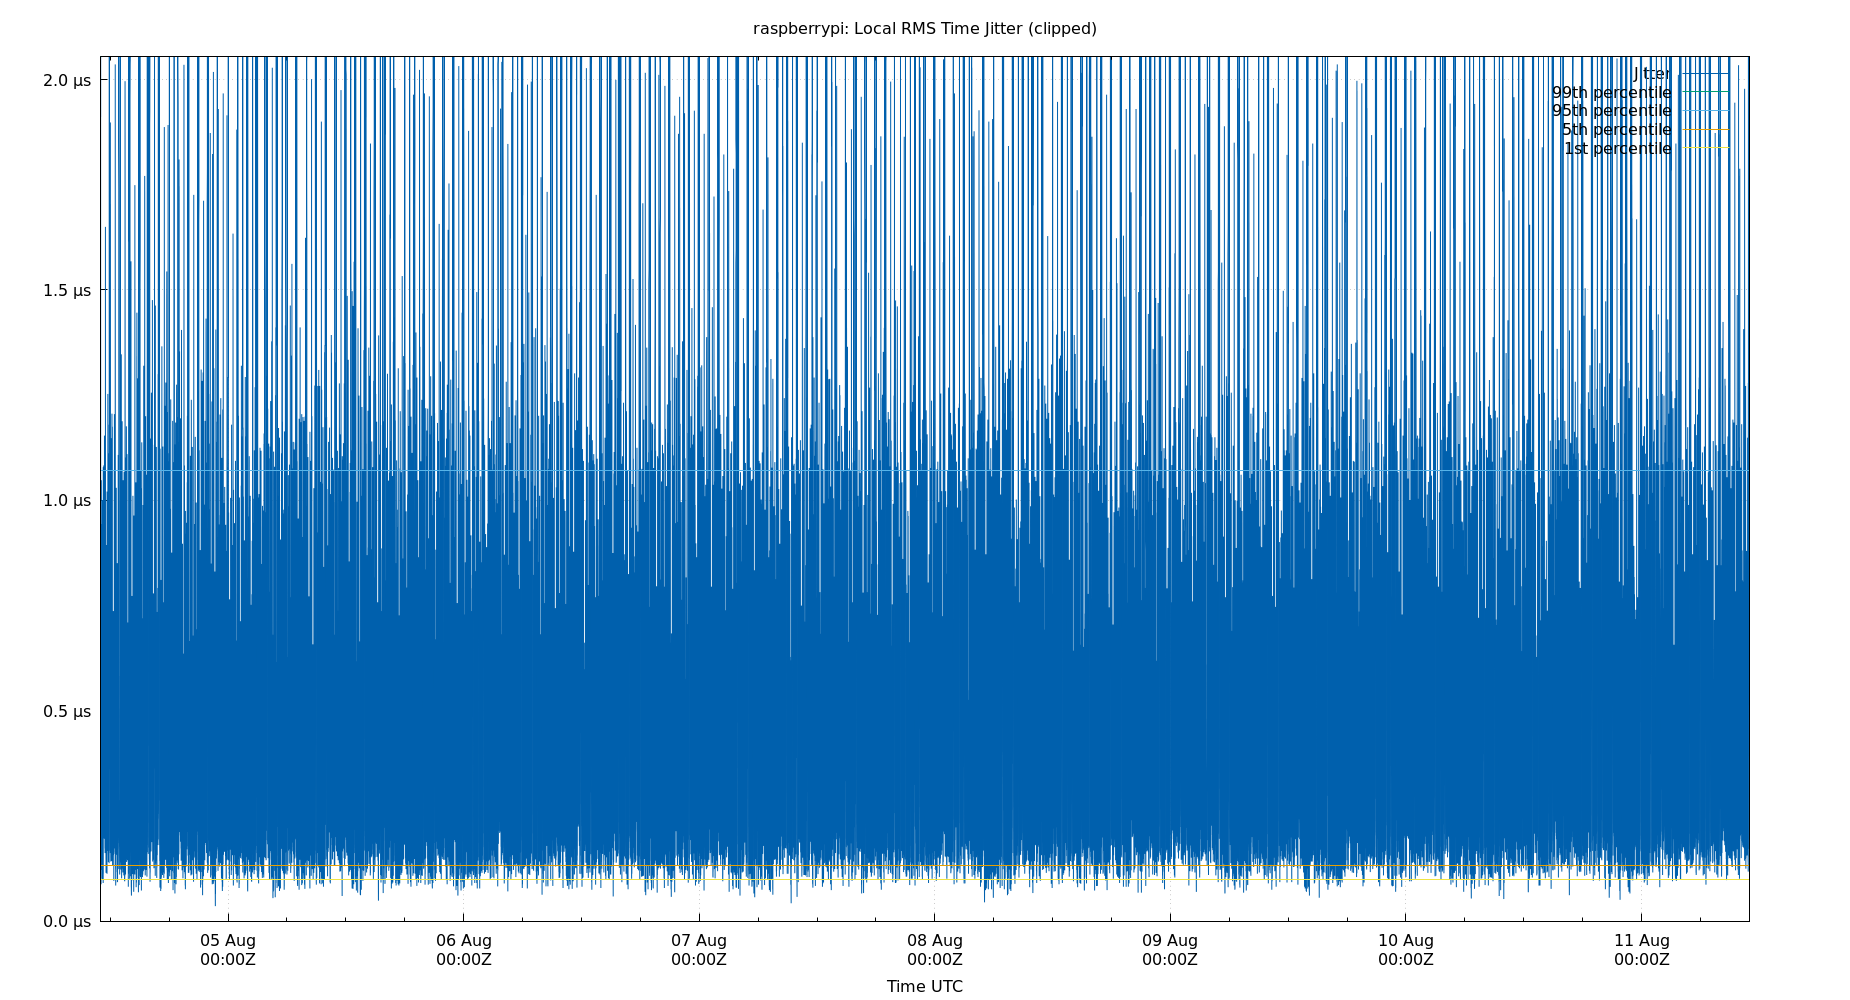 raspberrypi: Local RMS Time Jitter (clipped)
2.0 µs
1.5 µs
1.0 µs
0.5 µs
0.0 µs
Jitter
99th percentile
95th percentile
5th percentile
1st percentile
05 Aug
00:00Z
06 Aug
00:00Z
07 Aug
00:00Z
08 Aug
00:00Z
09 Aug
00:00Z
10 Aug
00:00Z
11 Aug
00:00Z
Time UTC